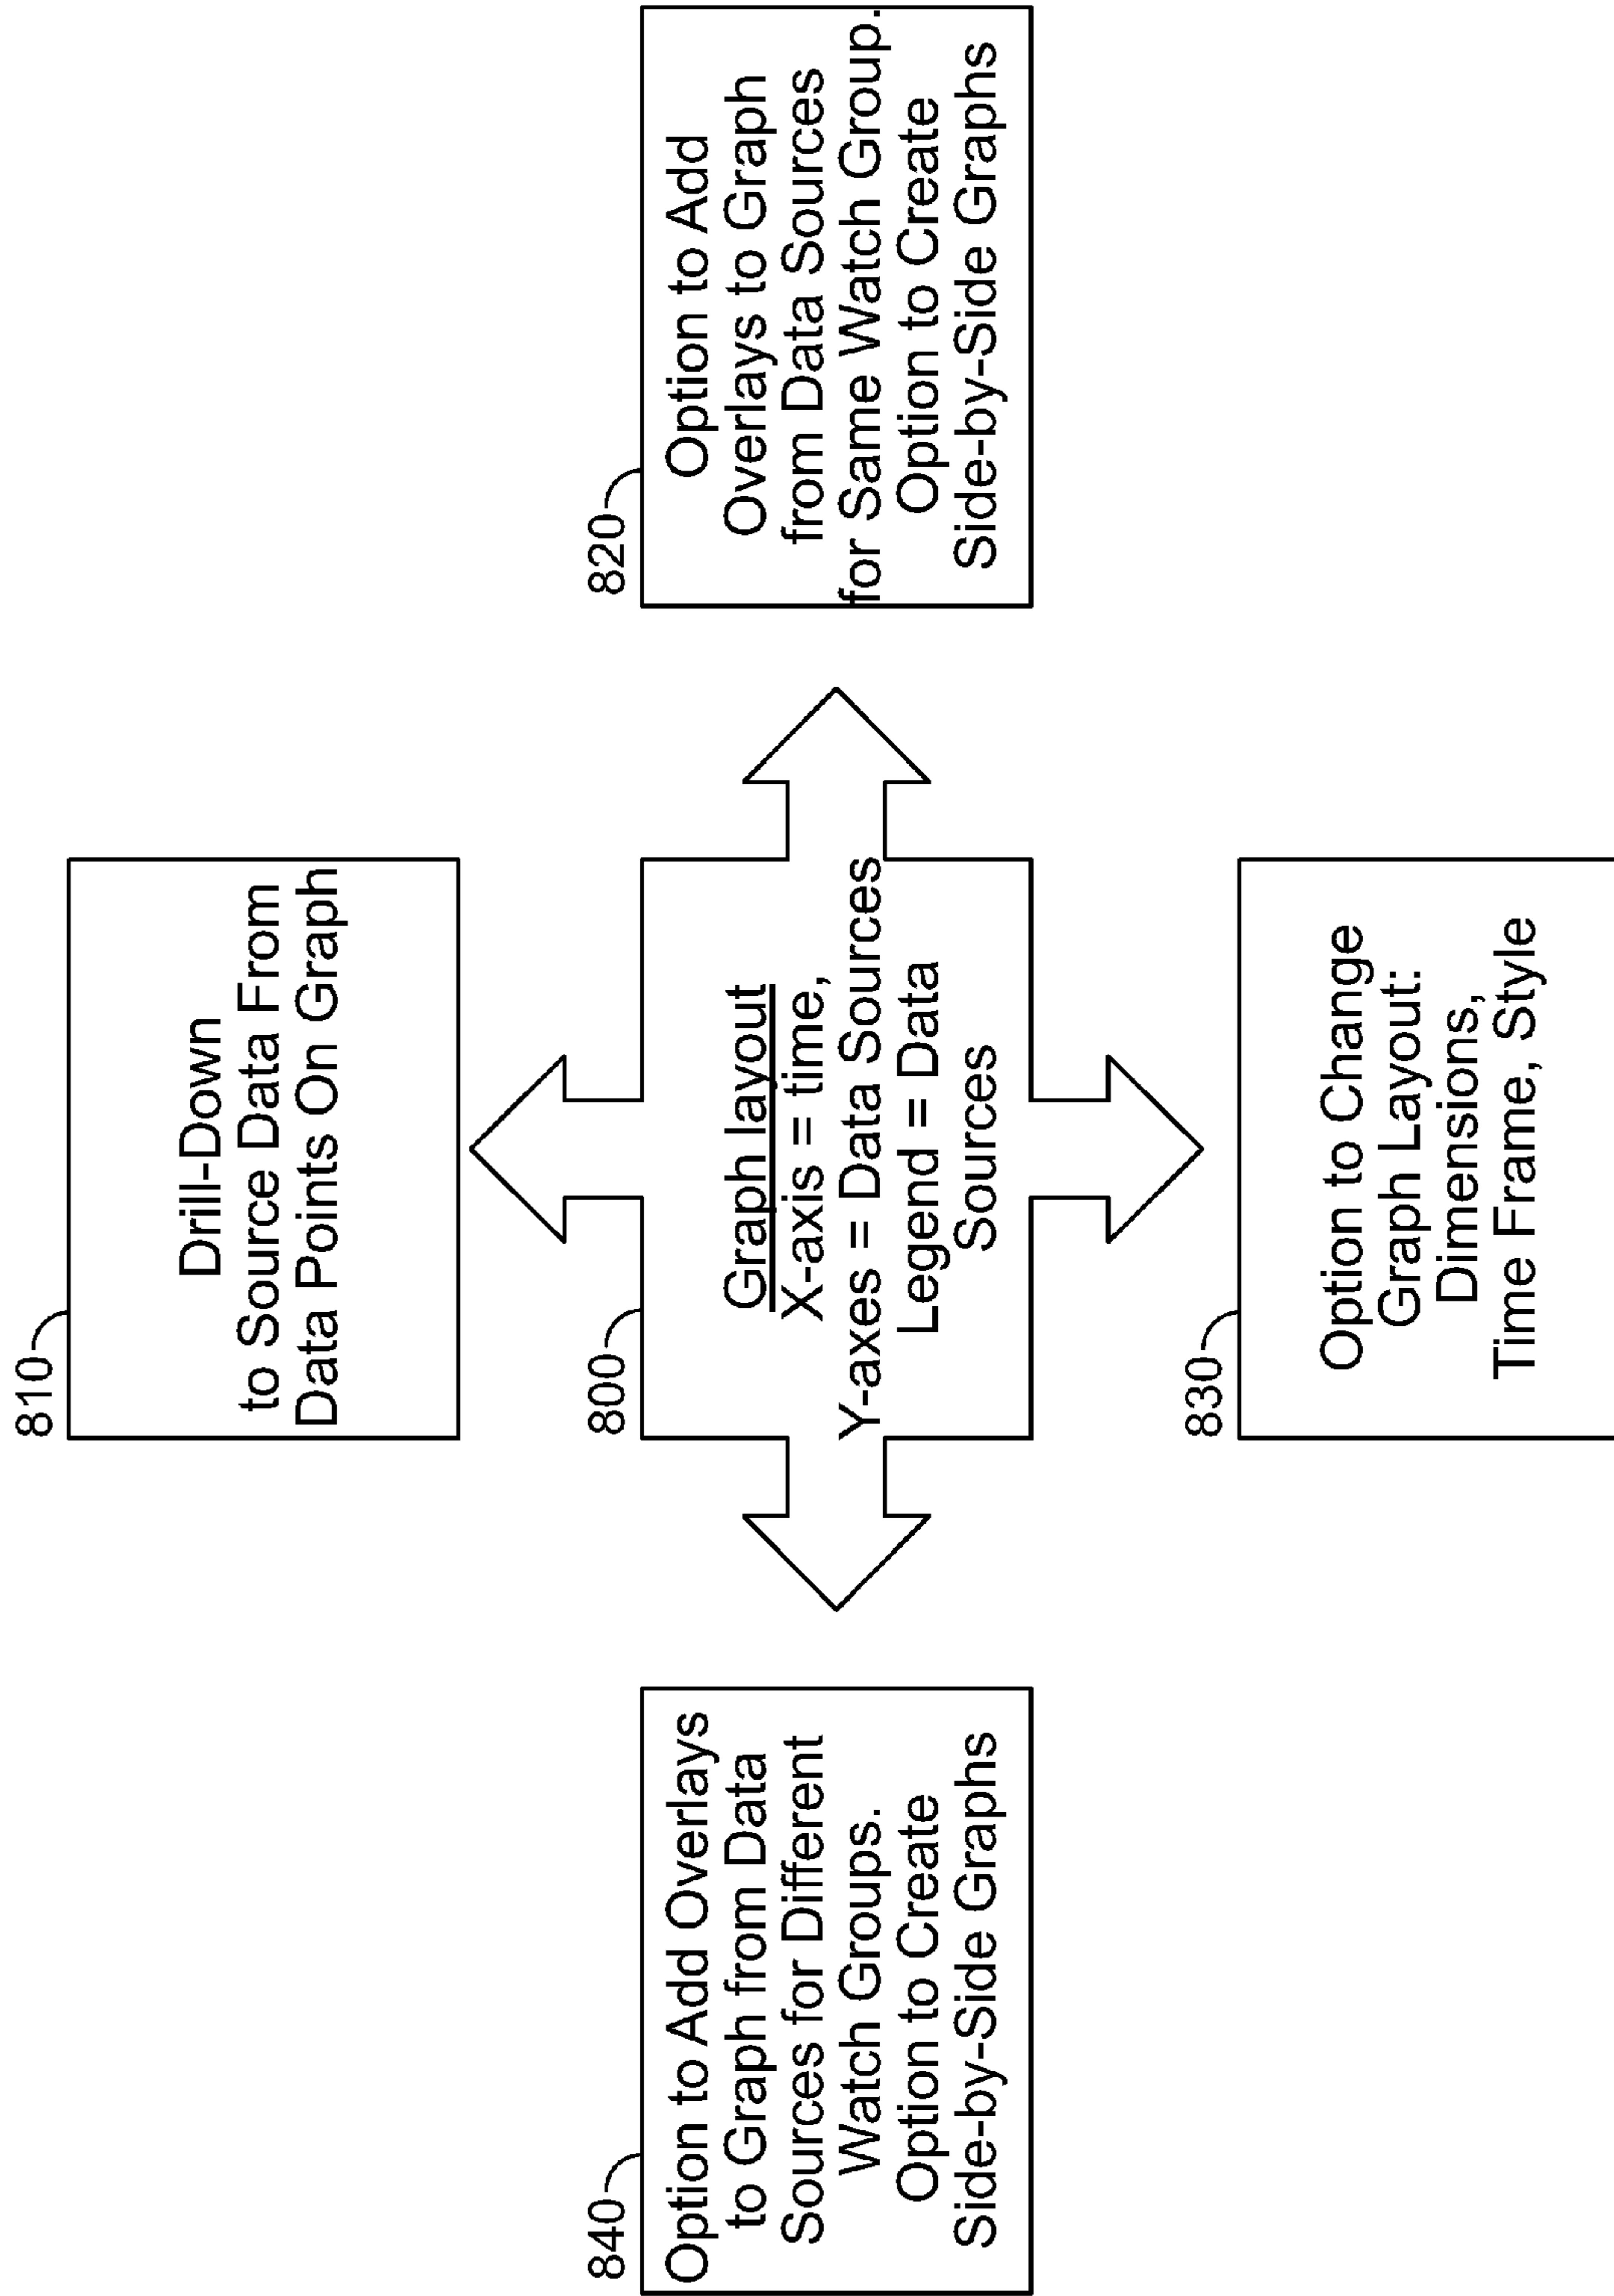 810
Drill-Down
to Source Data From
Data Points On Graph
840
Option to Add Overlays
to Graph from Data
Sources for Different
Watch Groups.
Option to Create
Side-by-Side Graphs
800
Graph layout
X-axis = time,
Y-axes = Data Sources
Legend = Data
Sources
820
Option to Add
Overlays to Graph
from Data Sources
for Same Watch Group.
Option to Create
Side-by-Side Graphs
830
Option to Change
Graph Layout:
Dimensions,
Time Frame, Style